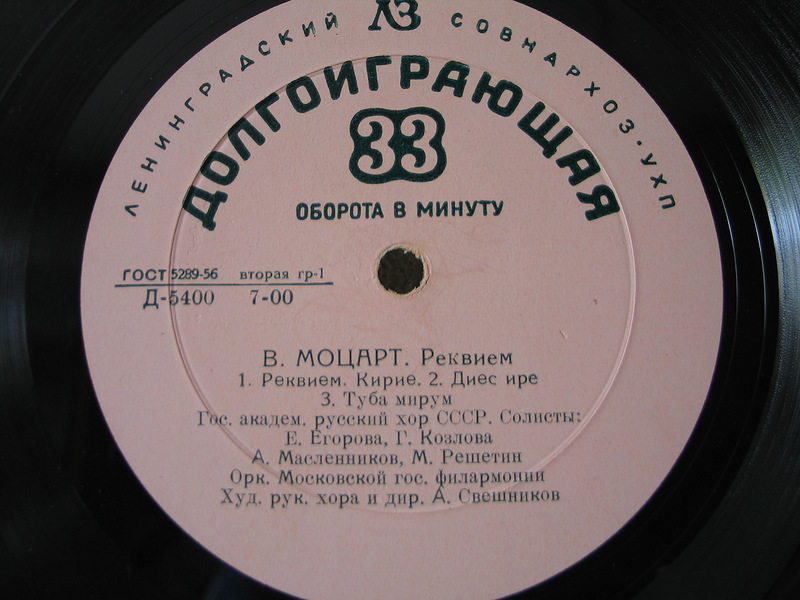 ЛЕНИНГРАДСКИЙ ЛЗ СОВНАРХОЗ·УХП
ДОЛГОИГРАЮЩАЯ
33
ОБОРОТА В МИНУТУ
ГОСТ 5289-56 вторая гр-1
Д-5400 7-00
В. МОЦАРТ. Реквием
1. Реквием. Кирие. 2. Диес ире
3. Туба мирум
Гос. академ. русский хор СССР. Солисты:
Е. Егорова, Г. Козлова
А. Масленников, М. Решетин
Орк. Московской гос. филармонии
Худ. рук. хора и дир. А. Свешников